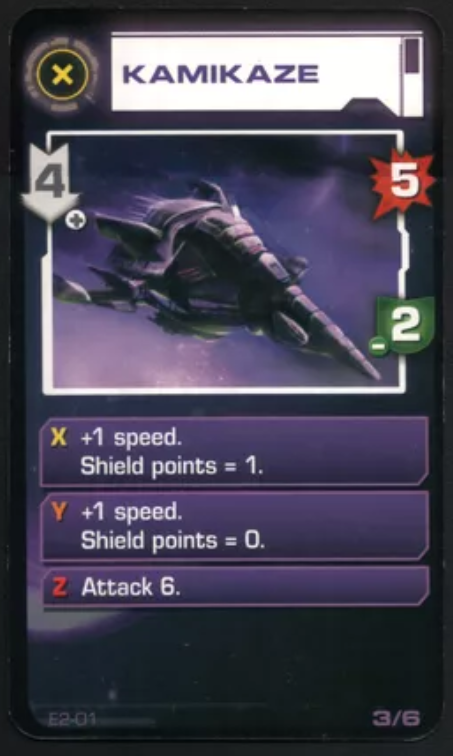 X
KAMIKAZE
4
+
5
-2
X +1 speed.
Shield points = 1.
Y +1 speed.
Shield points = 0.
Z Attack 6.
E2-01
3/6